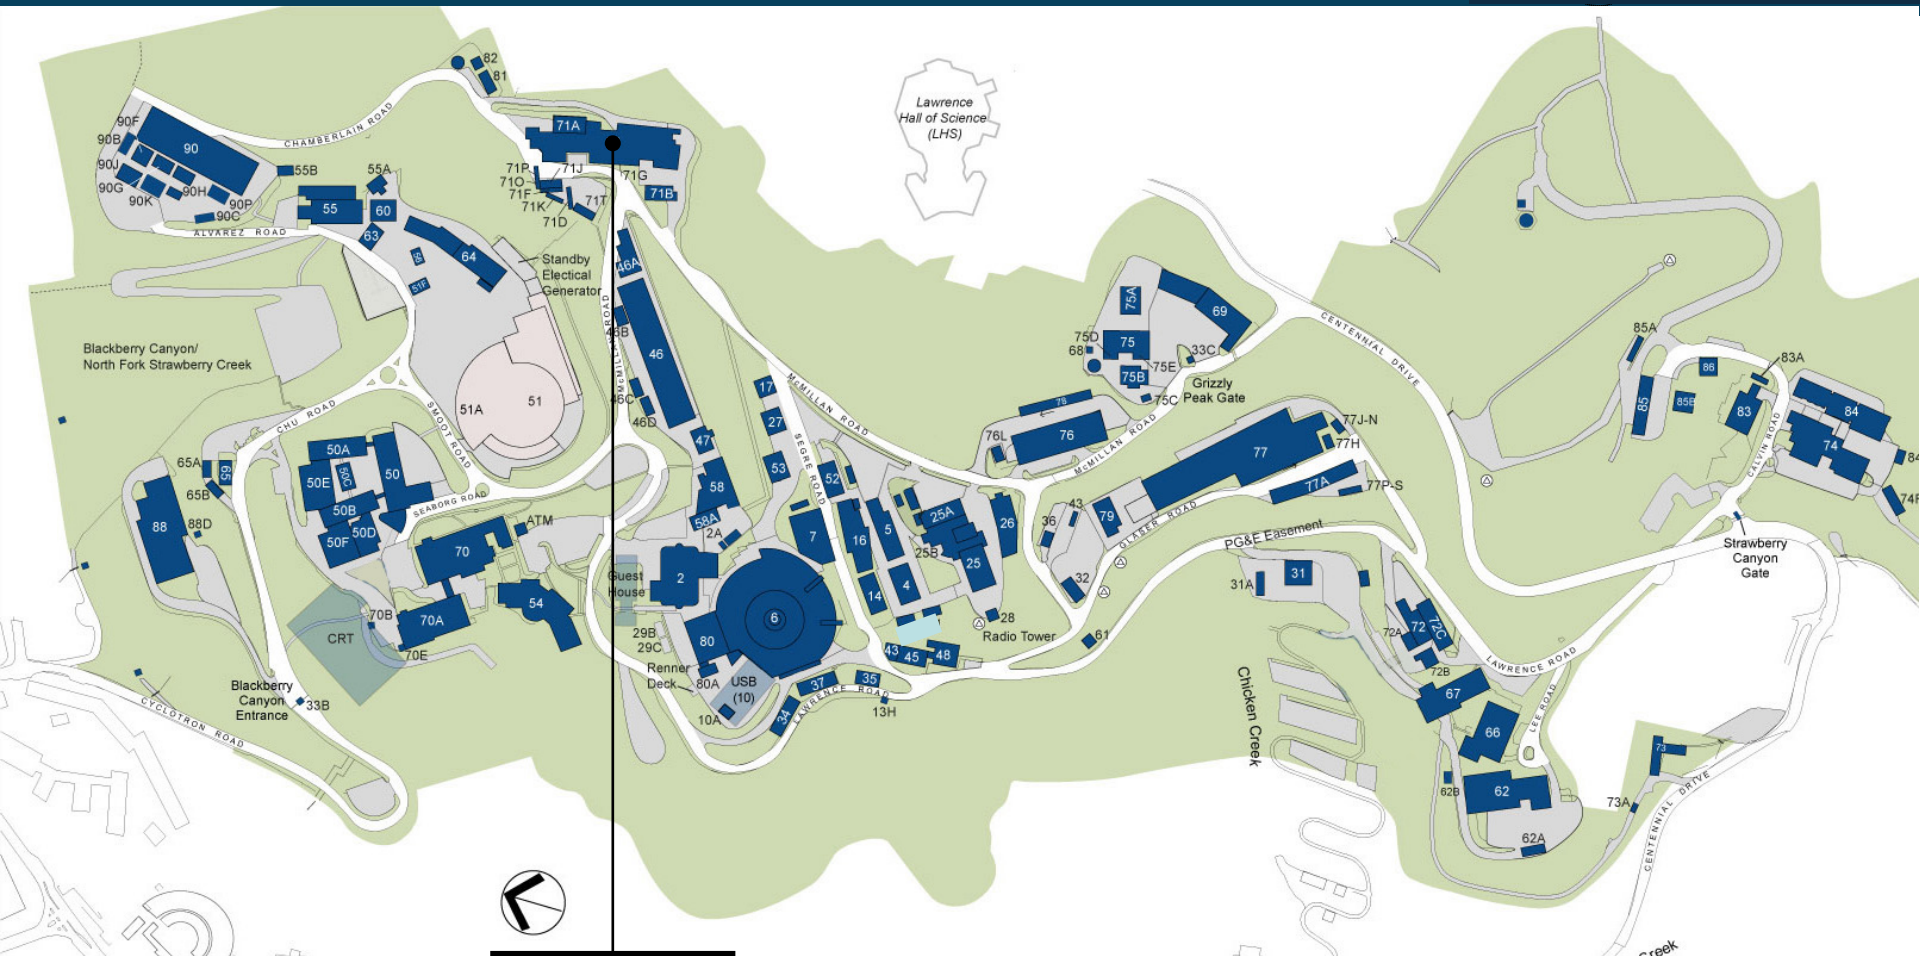 82
81
Lawrence
Hall of Science
(LHS)
CHAMBERLAIN ROAD
90F
90B
90J
90G
90K
90
90H
90P
90C
55B
55A
55
60
63
ALVAREZ ROAD
71A
71P
71O
71F
71K
71D
71J
71G
71T
71B
64
56
51F
Standby
Electical
Generator
46A
46B
McMILLAN ROAD
46
46C
46D
Blackberry Canyon/
North Fork Strawberry Creek
51A
51
CHU ROAD
SMOOT ROAD
SEABORG ROAD
50A
50E
50C
50
50B
50D
50F
65A
65
65B
88
88D
70
ATM
70A
70B
70E
54
CRT
Blackberry
Canyon
Entrance
33B
CYCLOTRON ROAD
47
58
58A
2A
Guest
House
2
29B
29C
Renner
Deck
80
80A
6
USB
(10)
10A
37
34
35
LAWRENCE ROAD
13H
17
27
53
SEGRE ROAD
McMILLAN ROAD
52
7
16
5
14
4
25A
25B
25
26
28
Radio Tower
43
45
48
61
36
43
32
79
GLASER ROAD
PG&E Easement
76L
76
78
McMILLAN ROAD
75A
75D
75
68
75E
75B
75C
69
33C
Grizzly
Peak Gate
77
77J-N
77H
77A
77P-S
CENTENNIAL DRIVE
85A
85
85B
86
83A
83
84
74
CALVIN ROAD
Strawberry
Canyon
Gate
31A
31
72A
72
72C
72B
LAWRENCE ROAD
LEE ROAD
67
66
62
62B
62A
73
73A
CENTENNIAL DRIVE
Chicken Creek
Creek